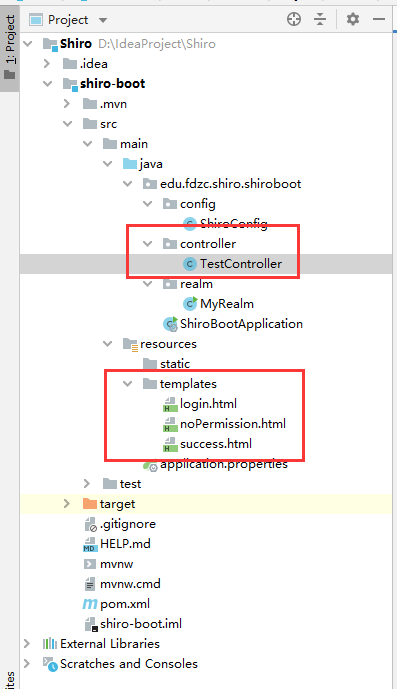 1: Project
Project
Shiro D:\IdeaProject\Shiro
.idea
shiro-boot
.mvn
src
main
java
edu.fdzc.shiro.shiroboot
config
ShiroConfig
controller
TestController
realm
MyRealm
ShiroBootApplication
resources
static
templates
login.html
noPermission.html
success.html
application.properties
test
target
.gitignore
HELP.md
mvnw
mvnw.cmd
pom.xml
shiro-boot.iml
External Libraries
Scratches and Consoles